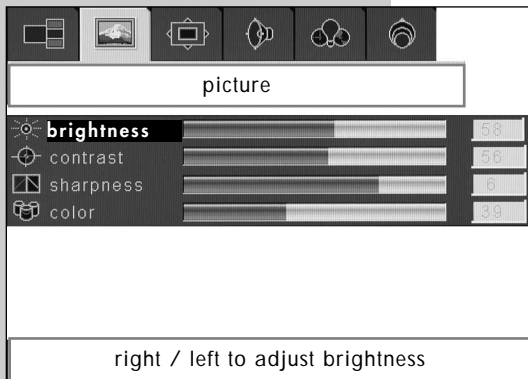 picture
brightness 58
contrast 56
sharpness 6
color 39
right / left to adjust brightness